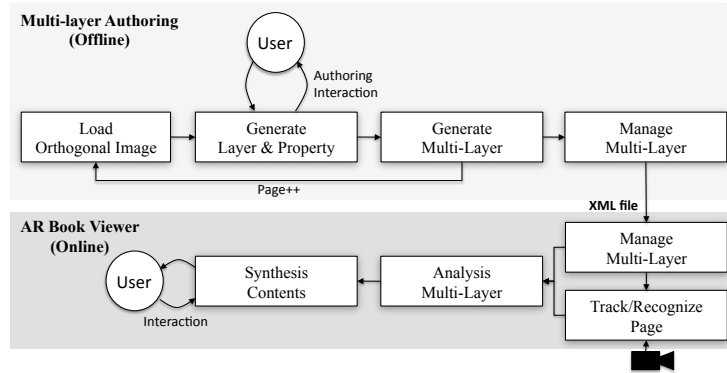 Multi-layer Authoring
(Offline)
User
Authoring
Interaction
Load
Orthogonal Image
Generate
Layer & Property
Generate
Multi-Layer
Manage
Multi-Layer
Page++
XML file
AR Book Viewer
(Online)
Manage
Multi-Layer
User
Synthesis
Contents
Analysis
Multi-Layer
Track/Recognize
Page
Interaction